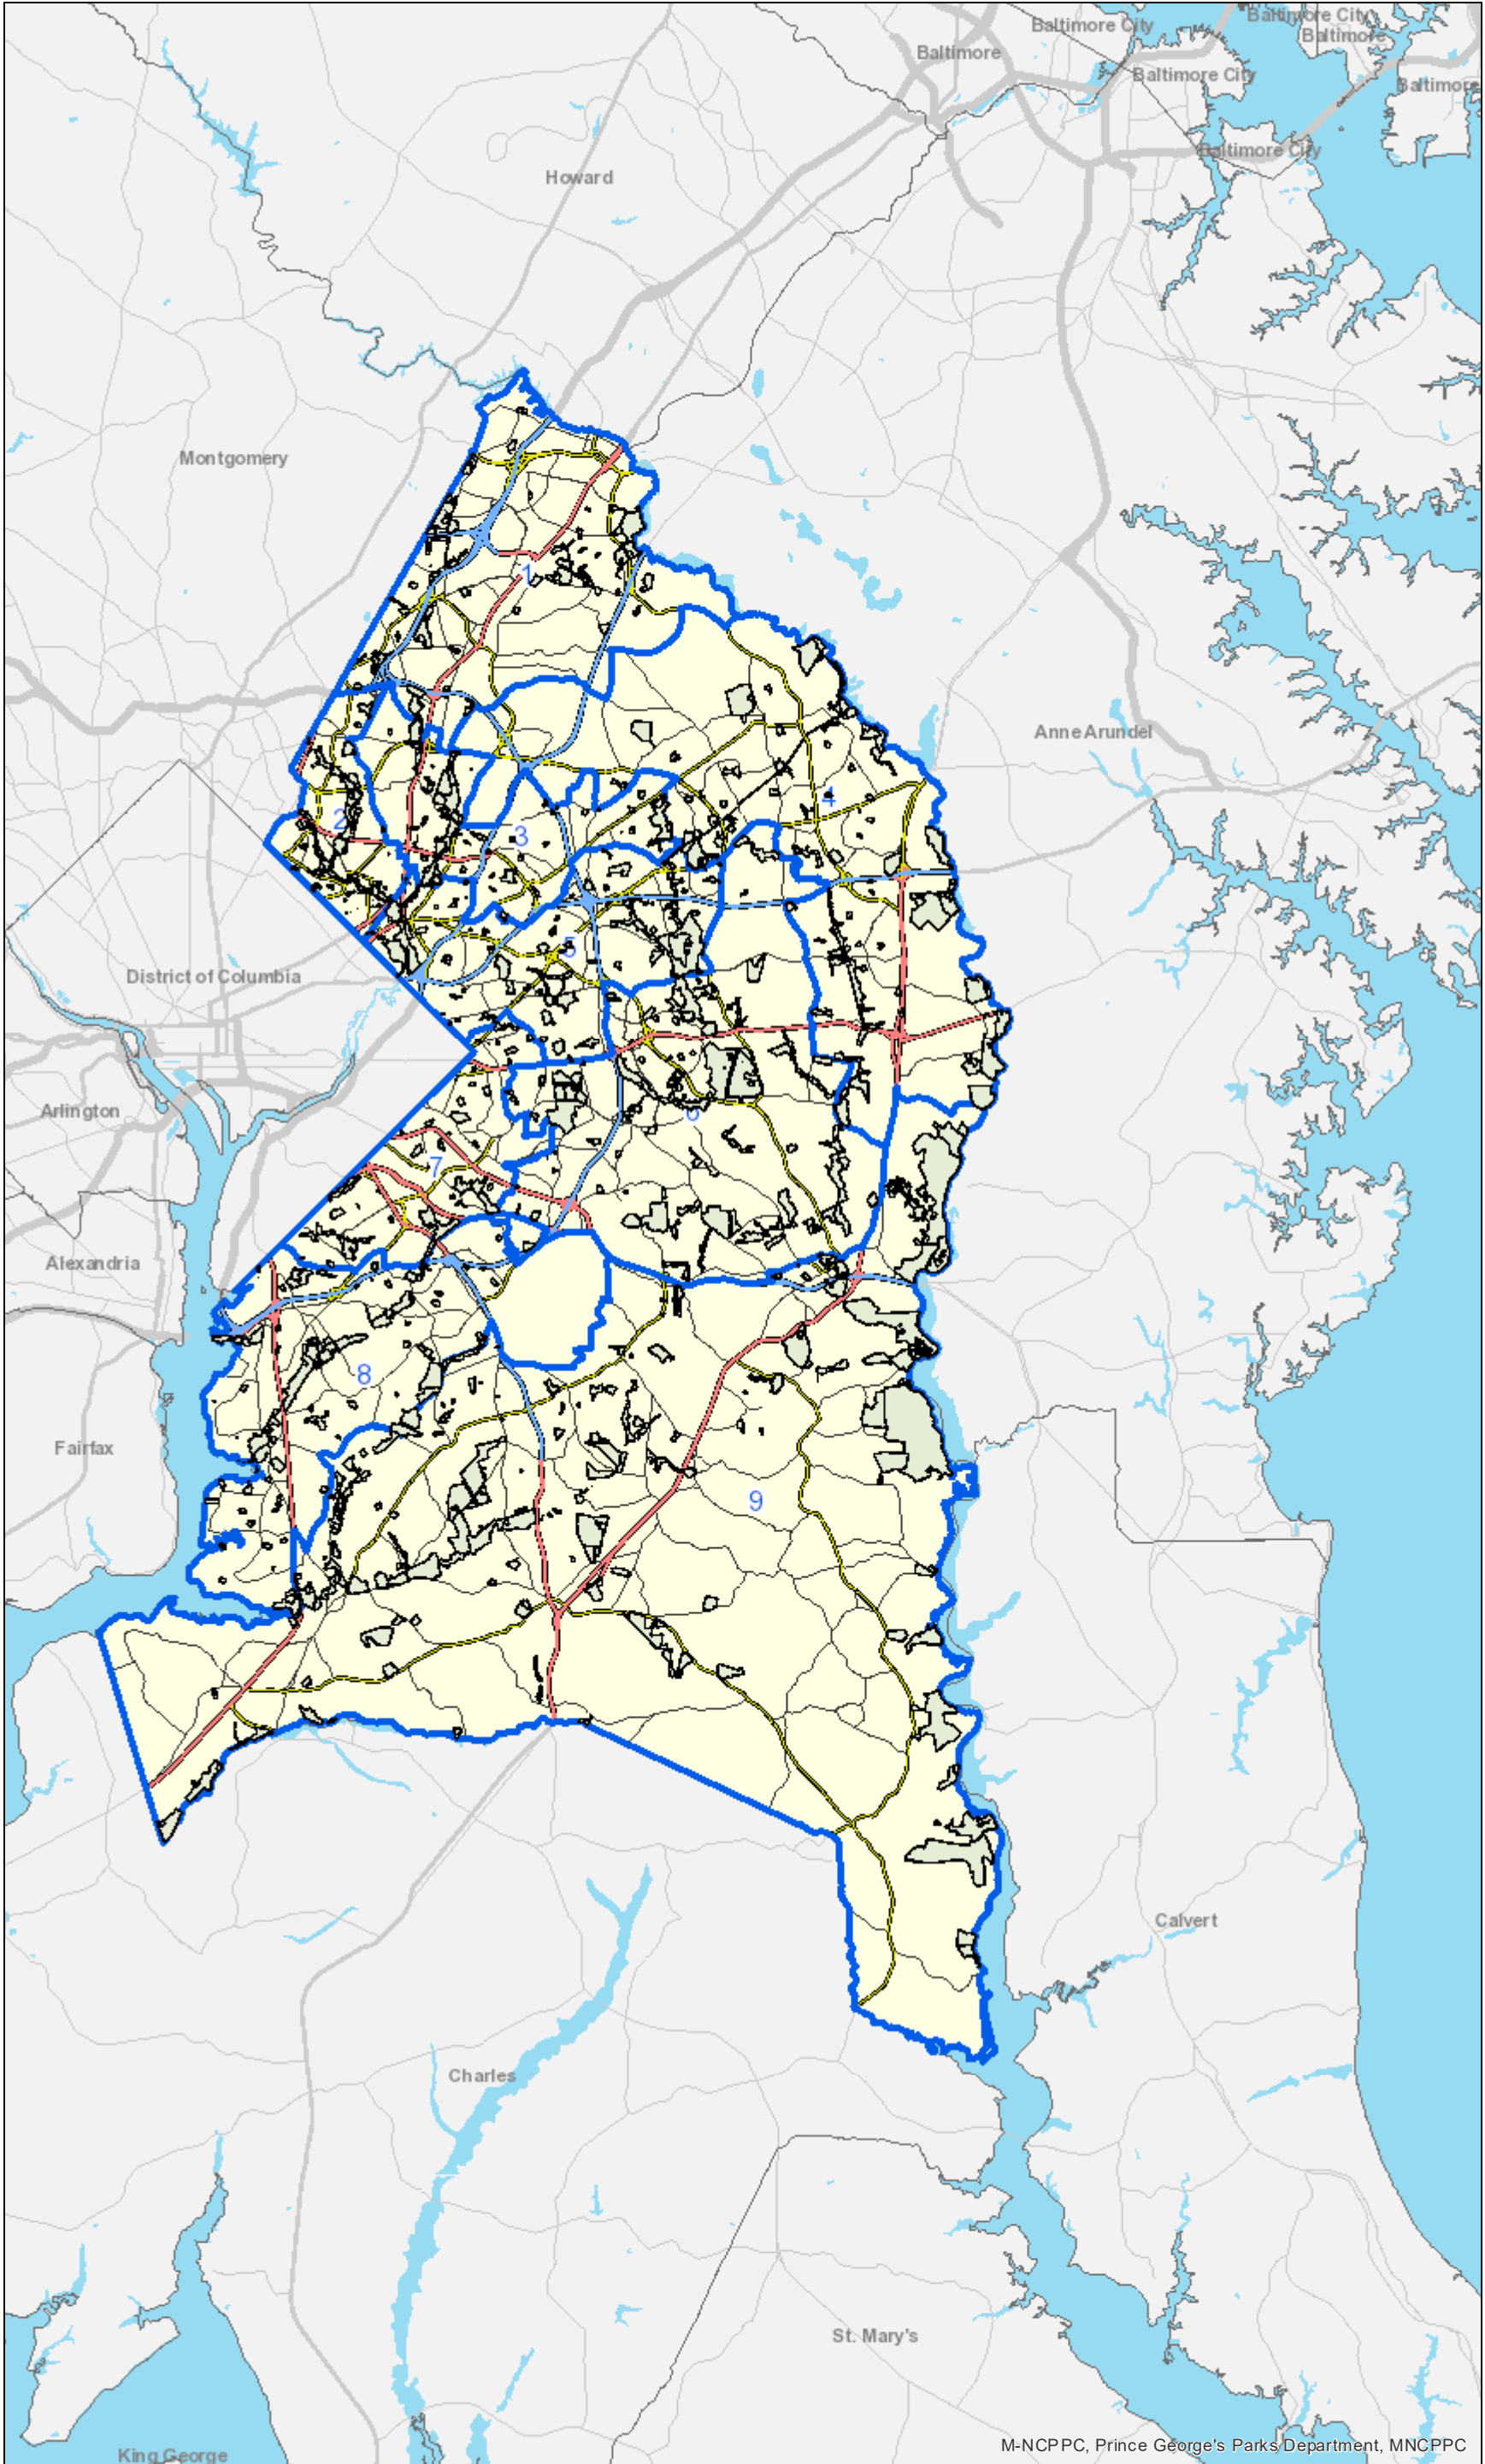 Baltimore City
Baltimore City
Baltimore
Baltimore
Baltimore City
Baltimore
Baltimore City
Howard
Montgomery
1
Anne Arundel
4
2
3
5
District of Columbia
Arlington
6
7
Alexandria
8
Fairfax
9
Calvert
Charles
St. Mary's
M-NCPPC, Prince George's Parks Department, MNCPPC
King George